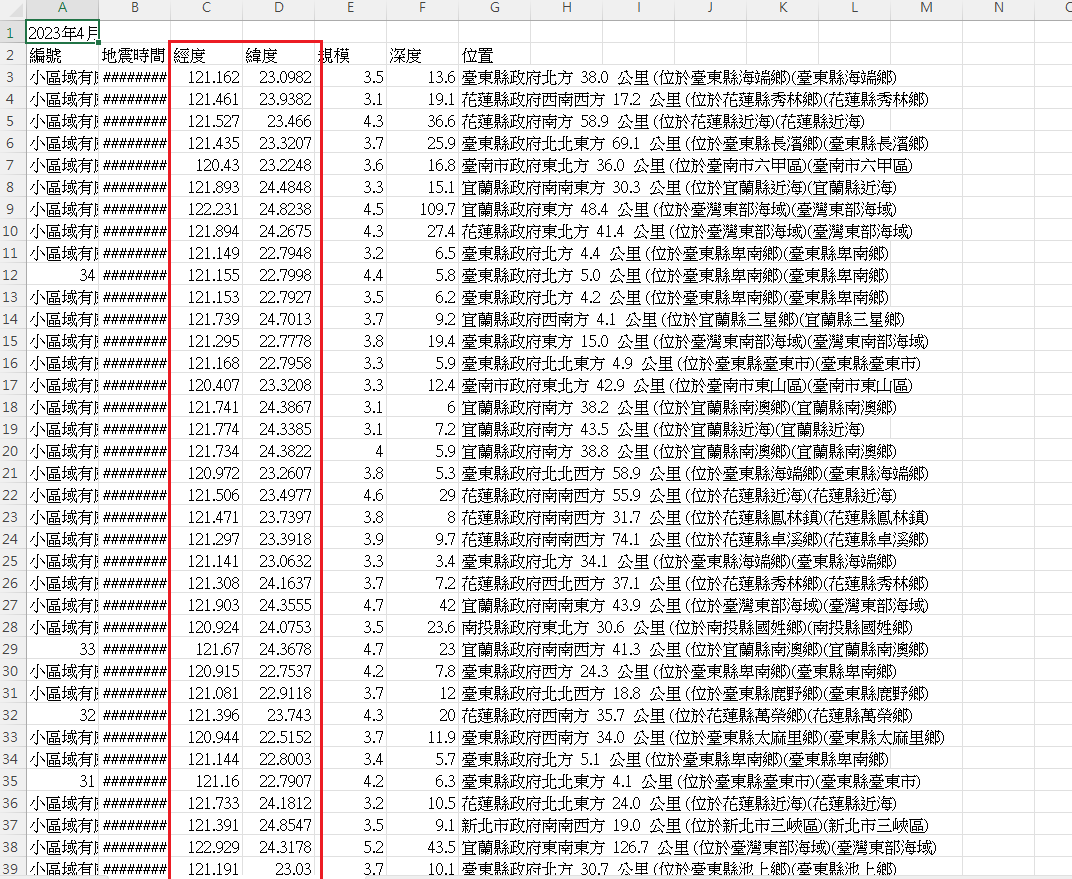 A B C D E F G H I J K L M N
1 2023年4月
2 編號 地震時間 經度 緯度 規模 深度 位置
3 小區域有 ######## 121.162 23.0982 3.5 13.6 臺東縣政府北方 38.0 公里 (位於臺東縣海端鄉)(臺東縣海端鄉)
4 小區域有 ######## 121.461 23.9382 3.1 19.1 花蓮縣政府西南西方 17.2 公里 (位於花蓮縣秀林鄉)(花蓮縣秀林鄉)
5 小區域有 ######## 121.527 23.466 4.3 36.6 花蓮縣政府南方 58.9 公里 (位於花蓮縣近海)(花蓮縣近海)
6 小區域有 ######## 121.435 23.3207 3.7 25.9 臺東縣政府北北東方 69.1 公里 (位於臺東縣長濱鄉)(臺東縣長濱鄉)
7 小區域有 ######## 120.43 23.2248 3.6 16.8 臺南市政府東北方 36.0 公里 (位於臺南市六甲區)(臺南市六甲區)
8 小區域有 ######## 121.893 24.4848 3.3 15.1 宜蘭縣政府南南東方 30.3 公里 (位於宜蘭縣近海)(宜蘭縣近海)
9 小區域有 ######## 122.231 24.8238 4.5 109.7 宜蘭縣政府東方 48.4 公里 (位於臺灣東部海域)(臺灣東部海域)
10 小區域有 ######## 121.894 24.2675 4.3 27.4 花蓮縣政府東北方 41.4 公里 (位於臺灣東部海域)(臺灣東部海域)
11 小區域有 ######## 121.149 22.7948 3.2 6.5 臺東縣政府北方 4.4 公里 (位於臺東縣卑南鄉)(臺東縣卑南鄉)
12 34 ######## 121.155 22.7998 4.4 5.8 臺東縣政府北方 5.0 公里 (位於臺東縣卑南鄉)(臺東縣卑南鄉)
13 小區域有 ######## 121.153 22.7927 3.5 6.2 臺東縣政府北方 4.2 公里 (位於臺東縣卑南鄉)(臺東縣卑南鄉)
14 小區域有 ######## 121.739 24.7013 3.7 9.2 宜蘭縣政府西南方 4.1 公里 (位於宜蘭縣三星鄉)(宜蘭縣三星鄉)
15 小區域有 ######## 121.295 22.7778 3.8 19.4 臺東縣政府東方 15.0 公里 (位於臺灣東南部海域)(臺灣東南部海域)
16 小區域有 ######## 121.168 22.7958 3.3 5.9 臺東縣政府北北東方 4.9 公里 (位於臺東縣臺東市)(臺東縣臺東市)
17 小區域有 ######## 120.407 23.3208 3.3 12.4 臺南市政府東北方 42.9 公里 (位於臺南市東山區)(臺南市東山區)
18 小區域有 ######## 121.741 24.3867 3.1 6 宜蘭縣政府南方 38.2 公里 (位於宜蘭縣南澳鄉)(宜蘭縣南澳鄉)
19 小區域有 ######## 121.774 24.3385 3.1 7.2 宜蘭縣政府南方 43.5 公里 (位於宜蘭縣近海)(宜蘭縣近海)
20 小區域有 ######## 121.734 24.3822 4 5.9 宜蘭縣政府南方 38.8 公里 (位於宜蘭縣南澳鄉)(宜蘭縣南澳鄉)
21 小區域有 ######## 120.972 23.2607 3.8 5.3 臺東縣政府北北西方 58.9 公里 (位於臺東縣海端鄉)(臺東縣海端鄉)
22 小區域有 ######## 121.506 23.4977 4.6 29 花蓮縣政府南南西方 55.9 公里 (位於花蓮縣近海)(花蓮縣近海)
23 小區域有 ######## 121.471 23.7397 3.8 8 花蓮縣政府南南西方 31.7 公里 (位於花蓮縣鳳林鎮)(花蓮縣鳳林鎮)
24 小區域有 ######## 121.297 23.3918 3.9 9.7 花蓮縣政府南南西方 74.1 公里 (位於花蓮縣卓溪鄉)(花蓮縣卓溪鄉)
25 小區域有 ######## 121.141 23.0632 3.3 3.4 臺東縣政府北方 34.1 公里 (位於臺東縣海端鄉)(臺東縣海端鄉)
26 小區域有 ######## 121.308 24.1637 3.7 7.2 花蓮縣政府西北西方 37.1 公里 (位於花蓮縣秀林鄉)(花蓮縣秀林鄉)
27 小區域有 ######## 121.903 24.3555 4.7 42 宜蘭縣政府南南東方 43.9 公里 (位於臺灣東部海域)(臺灣東部海域)
28 小區域有 ######## 120.924 24.0753 3.5 23.6 南投縣政府東北方 30.6 公里 (位於南投縣國姓鄉)(南投縣國姓鄉)
29 33 ######## 121.67 24.3678 4.7 23 宜蘭縣政府南南西方 41.3 公里 (位於宜蘭縣南澳鄉)(宜蘭縣南澳鄉)
30 小區域有 ######## 120.915 22.7537 4.2 7.8 臺東縣政府西方 24.3 公里 (位於臺東縣卑南鄉)(臺東縣卑南鄉)
31 小區域有 ######## 121.081 22.9118 3.7 12 臺東縣政府北北西方 18.8 公里 (位於臺東縣鹿野鄉)(臺東縣鹿野鄉)
32 32 ######## 121.396 23.743 4.3 20 花蓮縣政府西南方 35.7 公里 (位於花蓮縣萬榮鄉)(花蓮縣萬榮鄉)
33 小區域有 ######## 120.944 22.5152 3.7 11.9 臺東縣政府西南方 34.0 公里 (位於臺東縣太麻里鄉)(臺東縣太麻里鄉)
34 小區域有 ######## 121.144 22.8003 3.4 5.7 臺東縣政府北方 5.1 公里 (位於臺東縣卑南鄉)(臺東縣卑南鄉)
35 31 ######## 121.16 22.7907 4.2 6.3 臺東縣政府北北東方 4.1 公里 (位於臺東縣臺東市)(臺東縣臺東市)
36 小區域有 ######## 121.733 24.1812 3.2 10.5 花蓮縣政府北北東方 24.0 公里 (位於花蓮縣近海)(花蓮縣近海)
37 小區域有 ######## 121.391 24.8547 3.5 9.1 新北市政府南南西方 19.0 公里 (位於新北市三峽區)(新北市三峽區)
38 小區域有 ######## 122.929 24.3178 5.2 43.5 宜蘭縣政府東南東方 126.7 公里 (位於臺灣東部海域)(臺灣東部海域)
39 小區域有 ######## 121.191 23.03 3.7 10.1 臺東縣政府北方 30.7 公里 (位於臺東縣池上鄉)(臺東縣池上鄉)